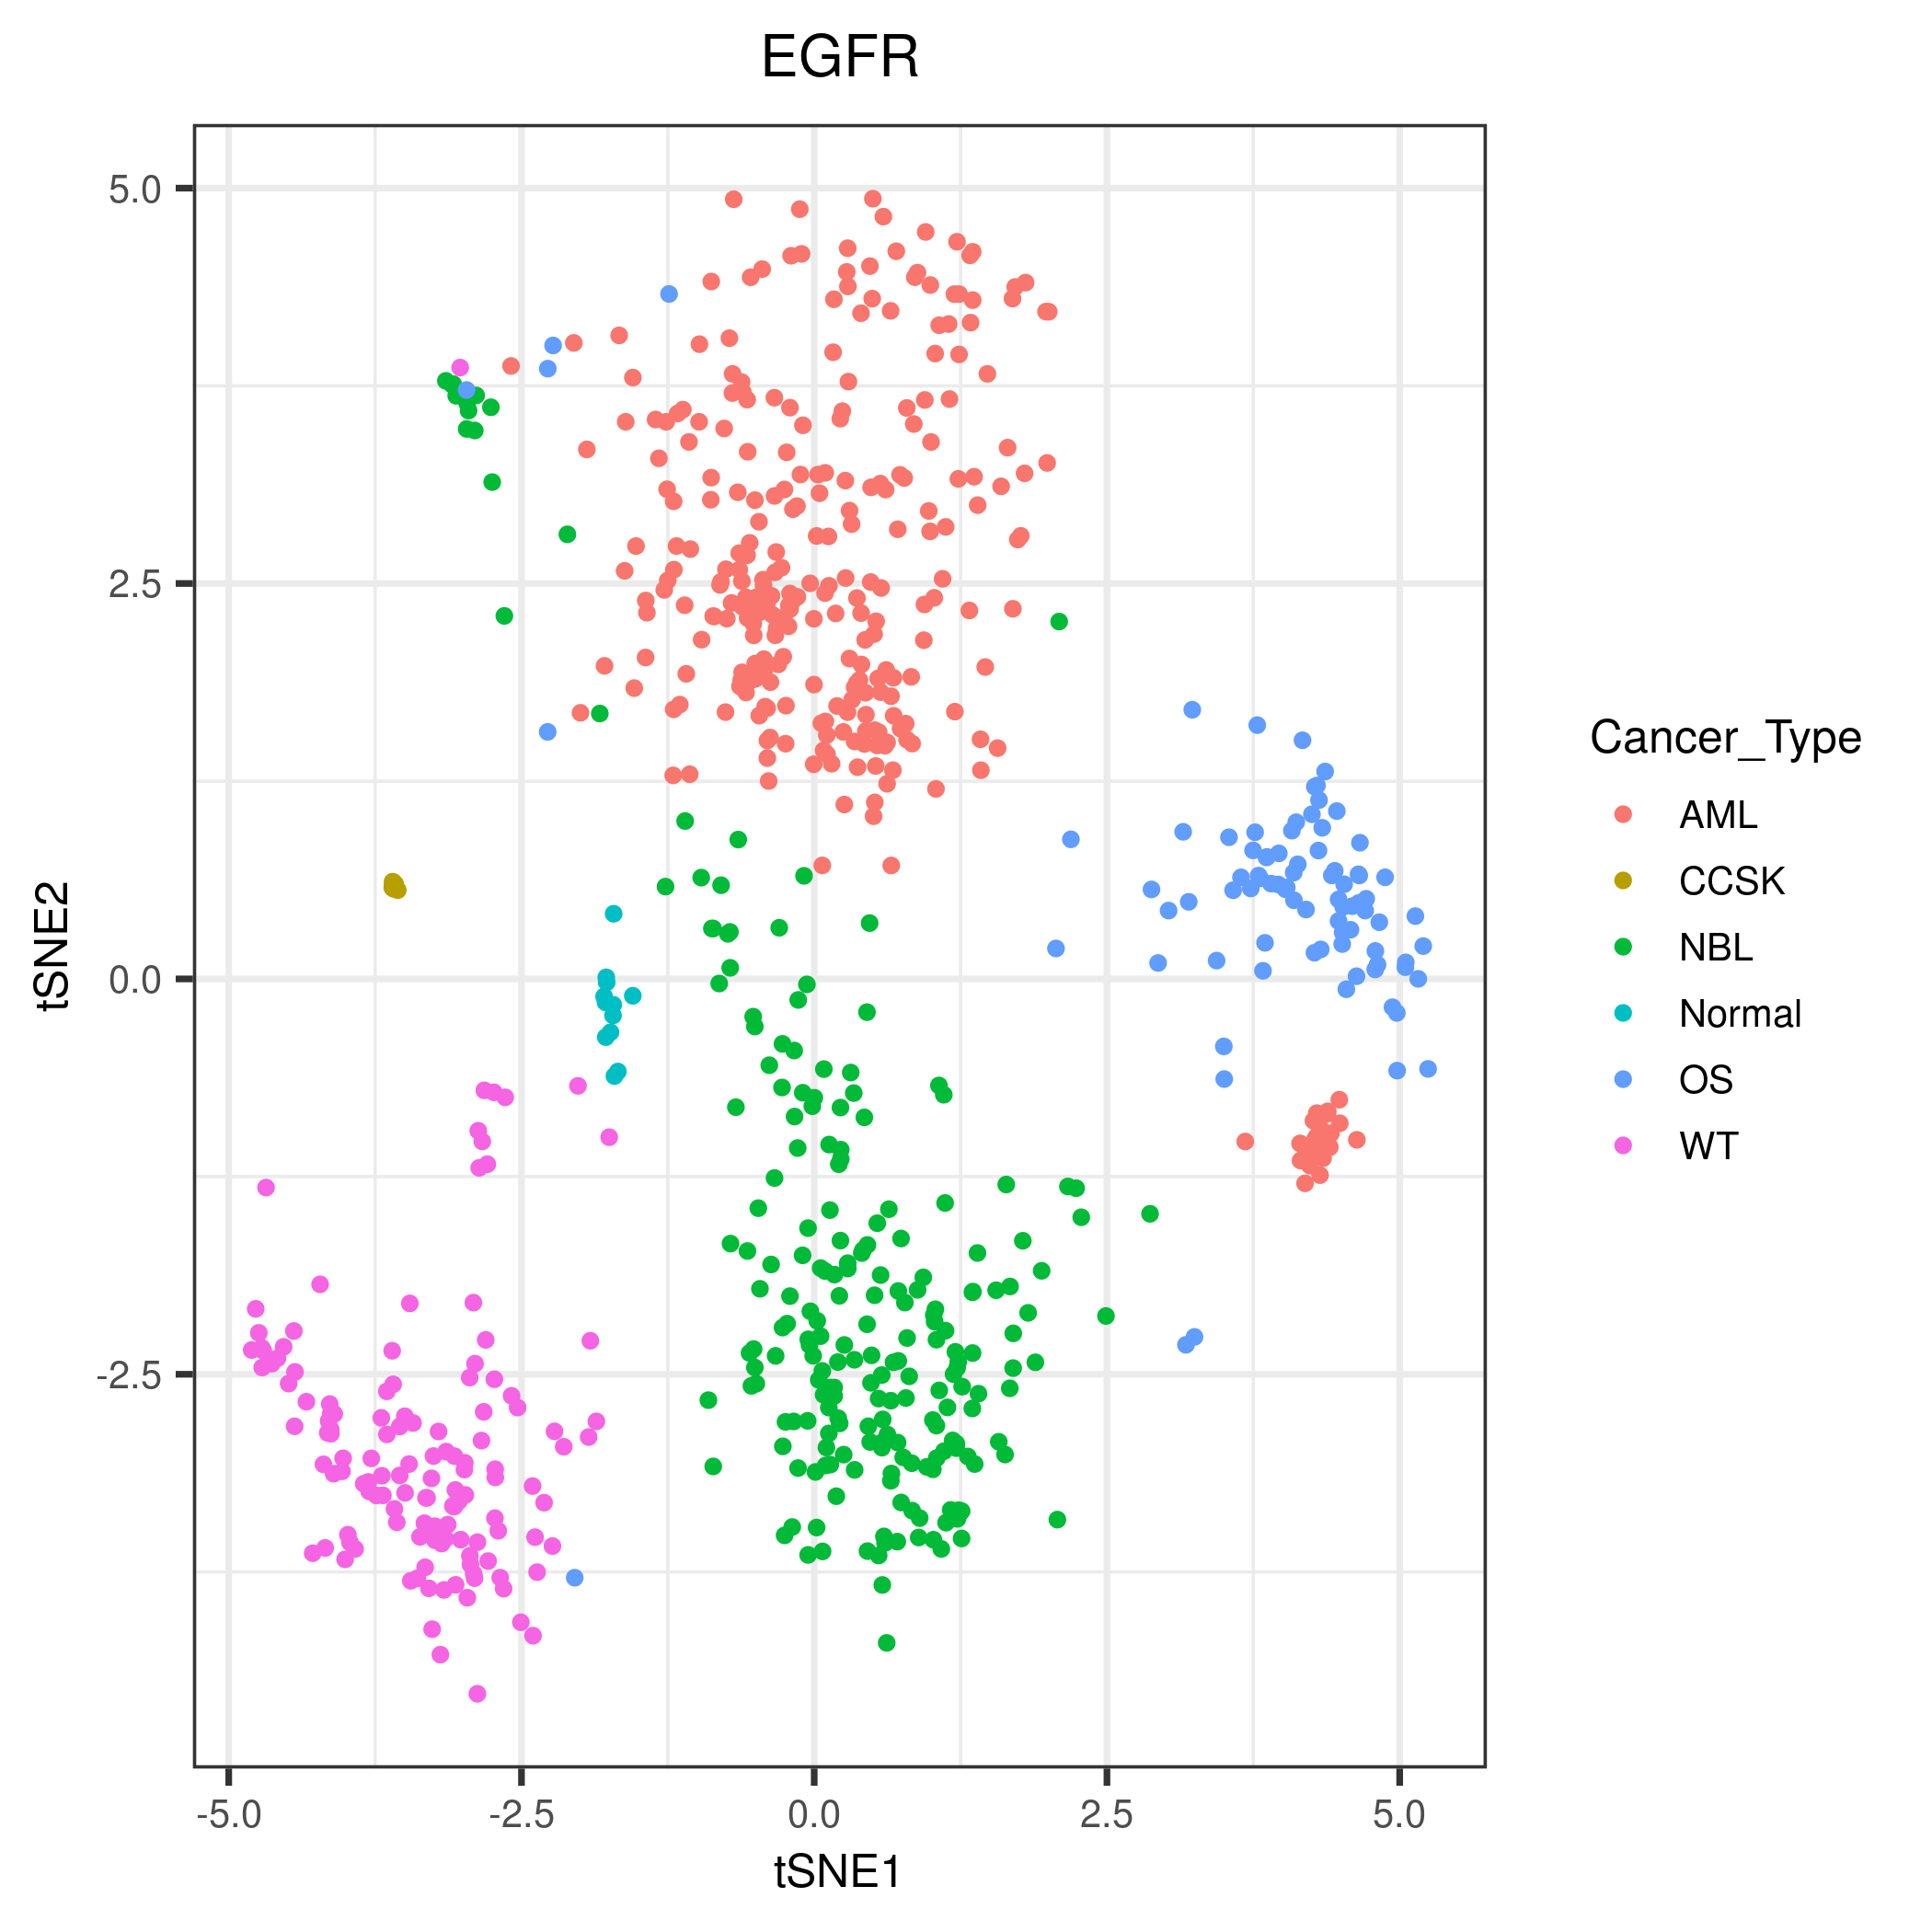 EGFR
5.0
2.5
0.0
-2.5
tSNE2
-5.0
-2.5
0.0
2.5
5.0
tSNE1
Cancer_Type
AML
CCSK
NBL
Normal
OS
WT